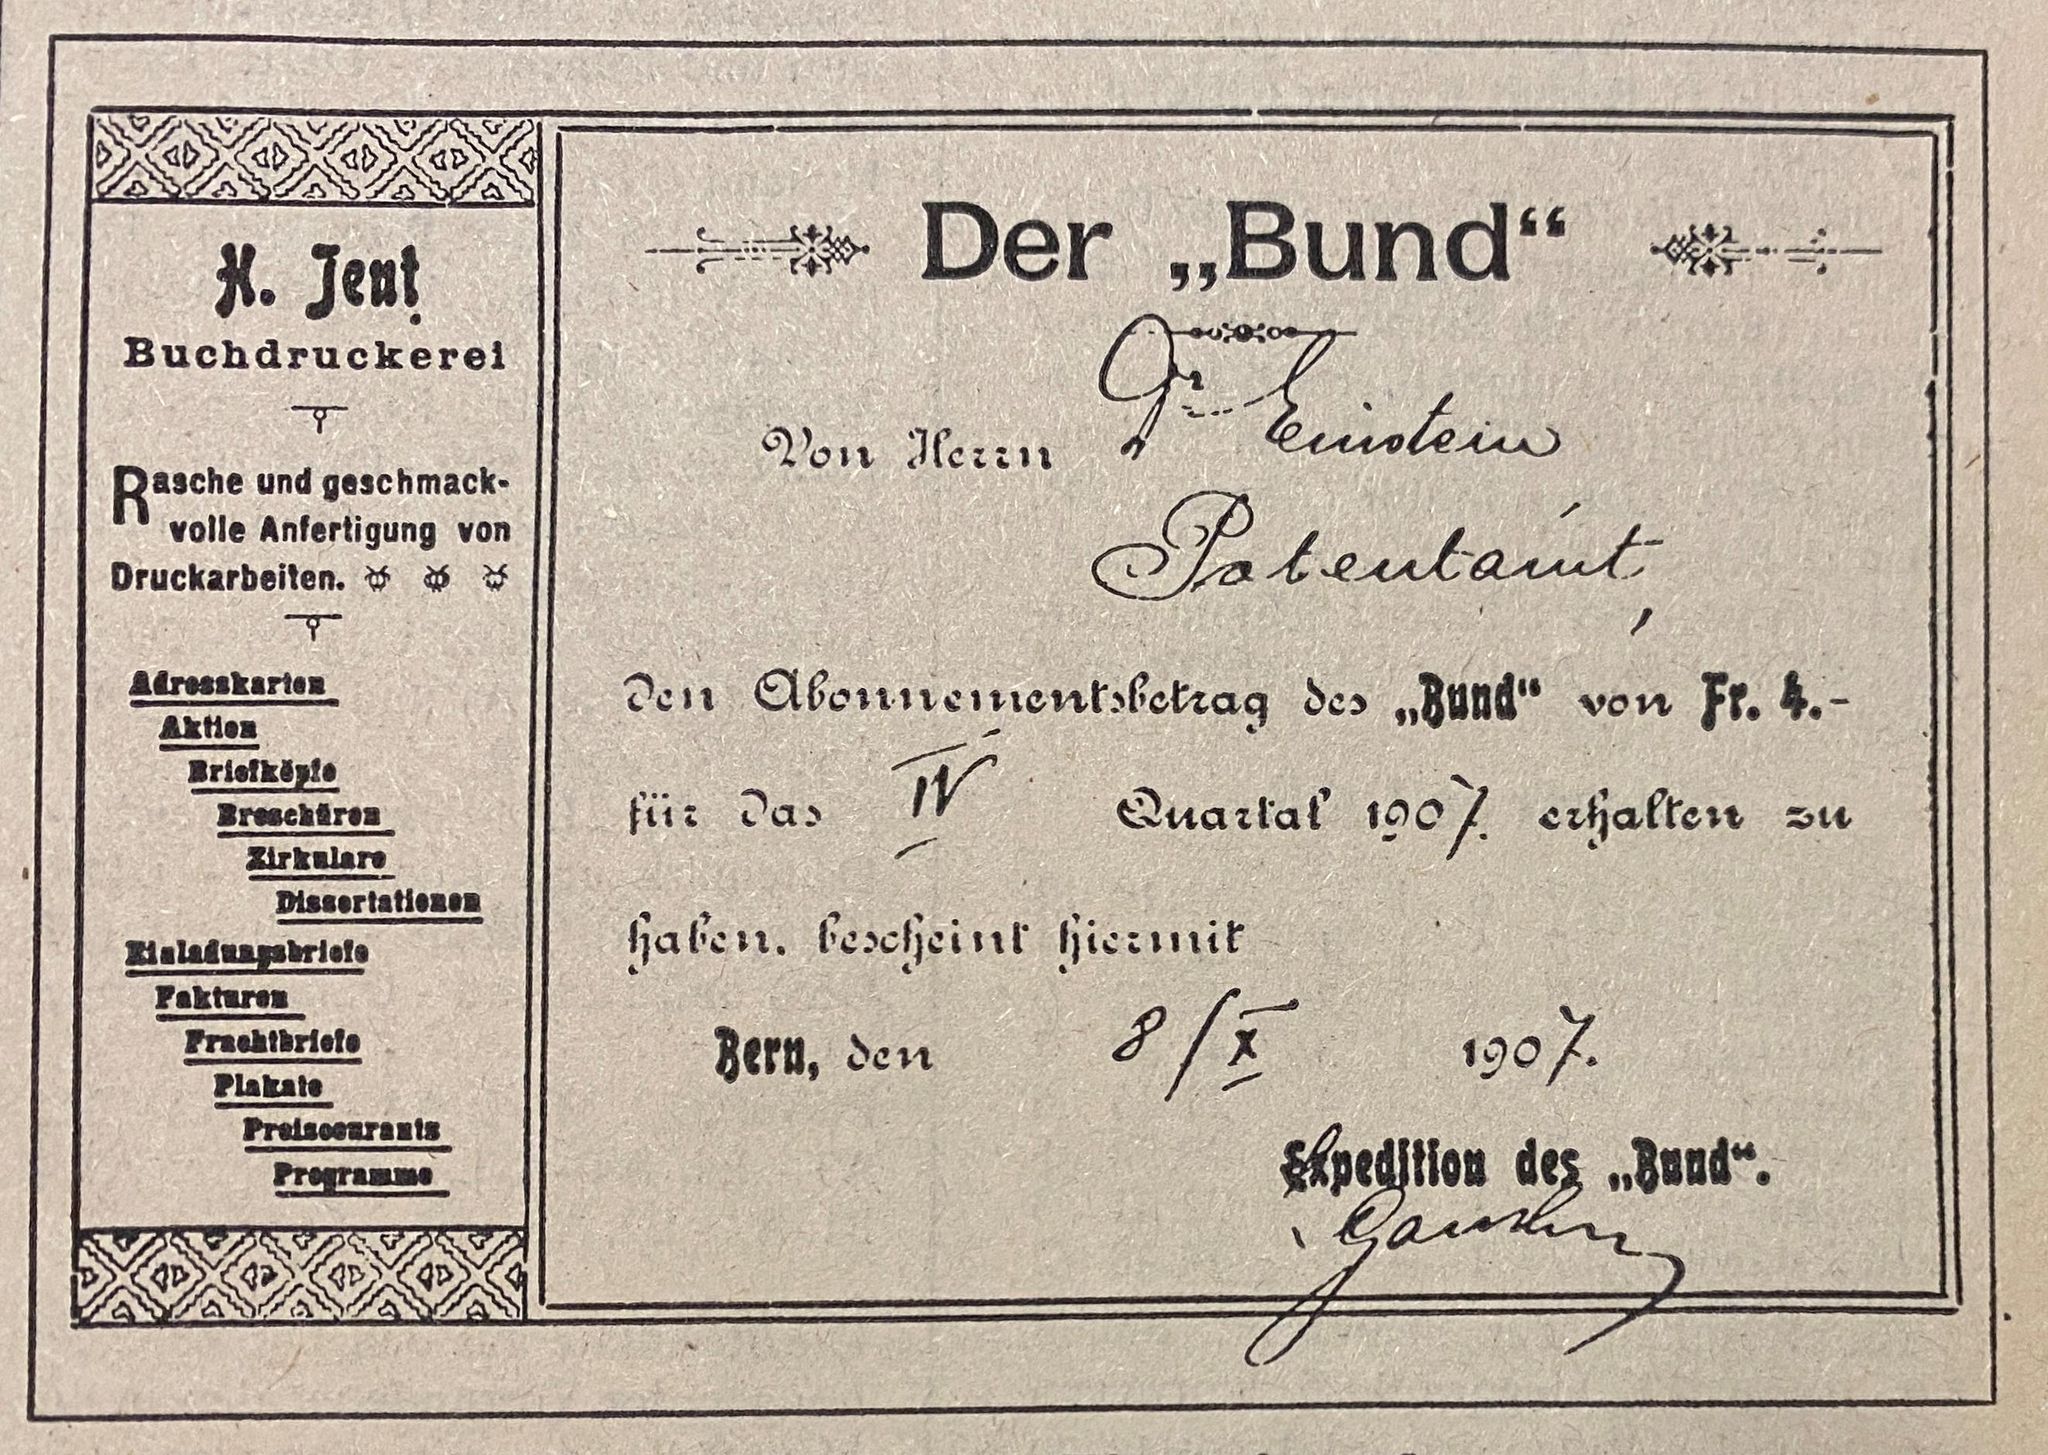 H. Jent
Buchdruckerei
Rasche und geschmack-
volle Anfertigung von
Druckarbeiten.
Adresskarten
Aktien
Briefköpfe
Broschüren
Zirkulare
Dissertationen
Einladungsbriefe
Fakturen
Frachtbriefe
Plakate
Preiscourants
Programme
Der „Bund“
Von Herrn Dr Einstein
Patentamt,
den Abonnementsbetrag des „Bund“ von Fr. 4.-
für das IV Quartal 1907. erhalten zu
haben, bescheint hiermit
Bern, den 8/X 1907.
Expedition des „Bund“.